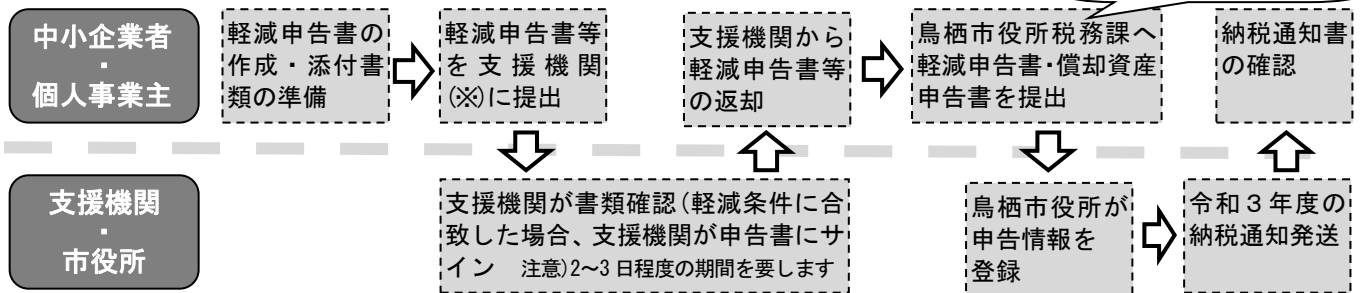 中小企業者
・
個人事業主
軽減申告書の
作成・添付書
類の準備
軽減申告書等
を支援機関
(※)に提出
支援機関から
軽減申告書等
の返却
鳥栖市役所税務課へ
軽減申告書・償却資産
申告書を提出
納税通知書
の確認
支援機関
・
市役所
支援機関が書類確認(軽減条件に合
致した場合、支援機関が申告書にサ
イン　注意)2～3日程度の期間を要します
鳥栖市役所が
申告情報を
登録
令和３年度の
納税通知発送